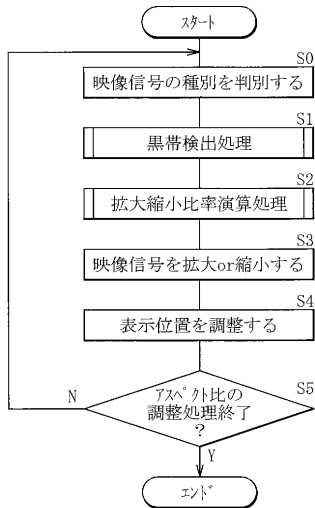 スタート
S0
映像信号の種別を判別する
S1
黒帯検出処理
S2
拡大縮小比率演算処理
S3
映像信号を拡大or縮小する
S4
表示位置を調整する
S5
アスペクト比の
調整処理終了
?
N
Y
エンド